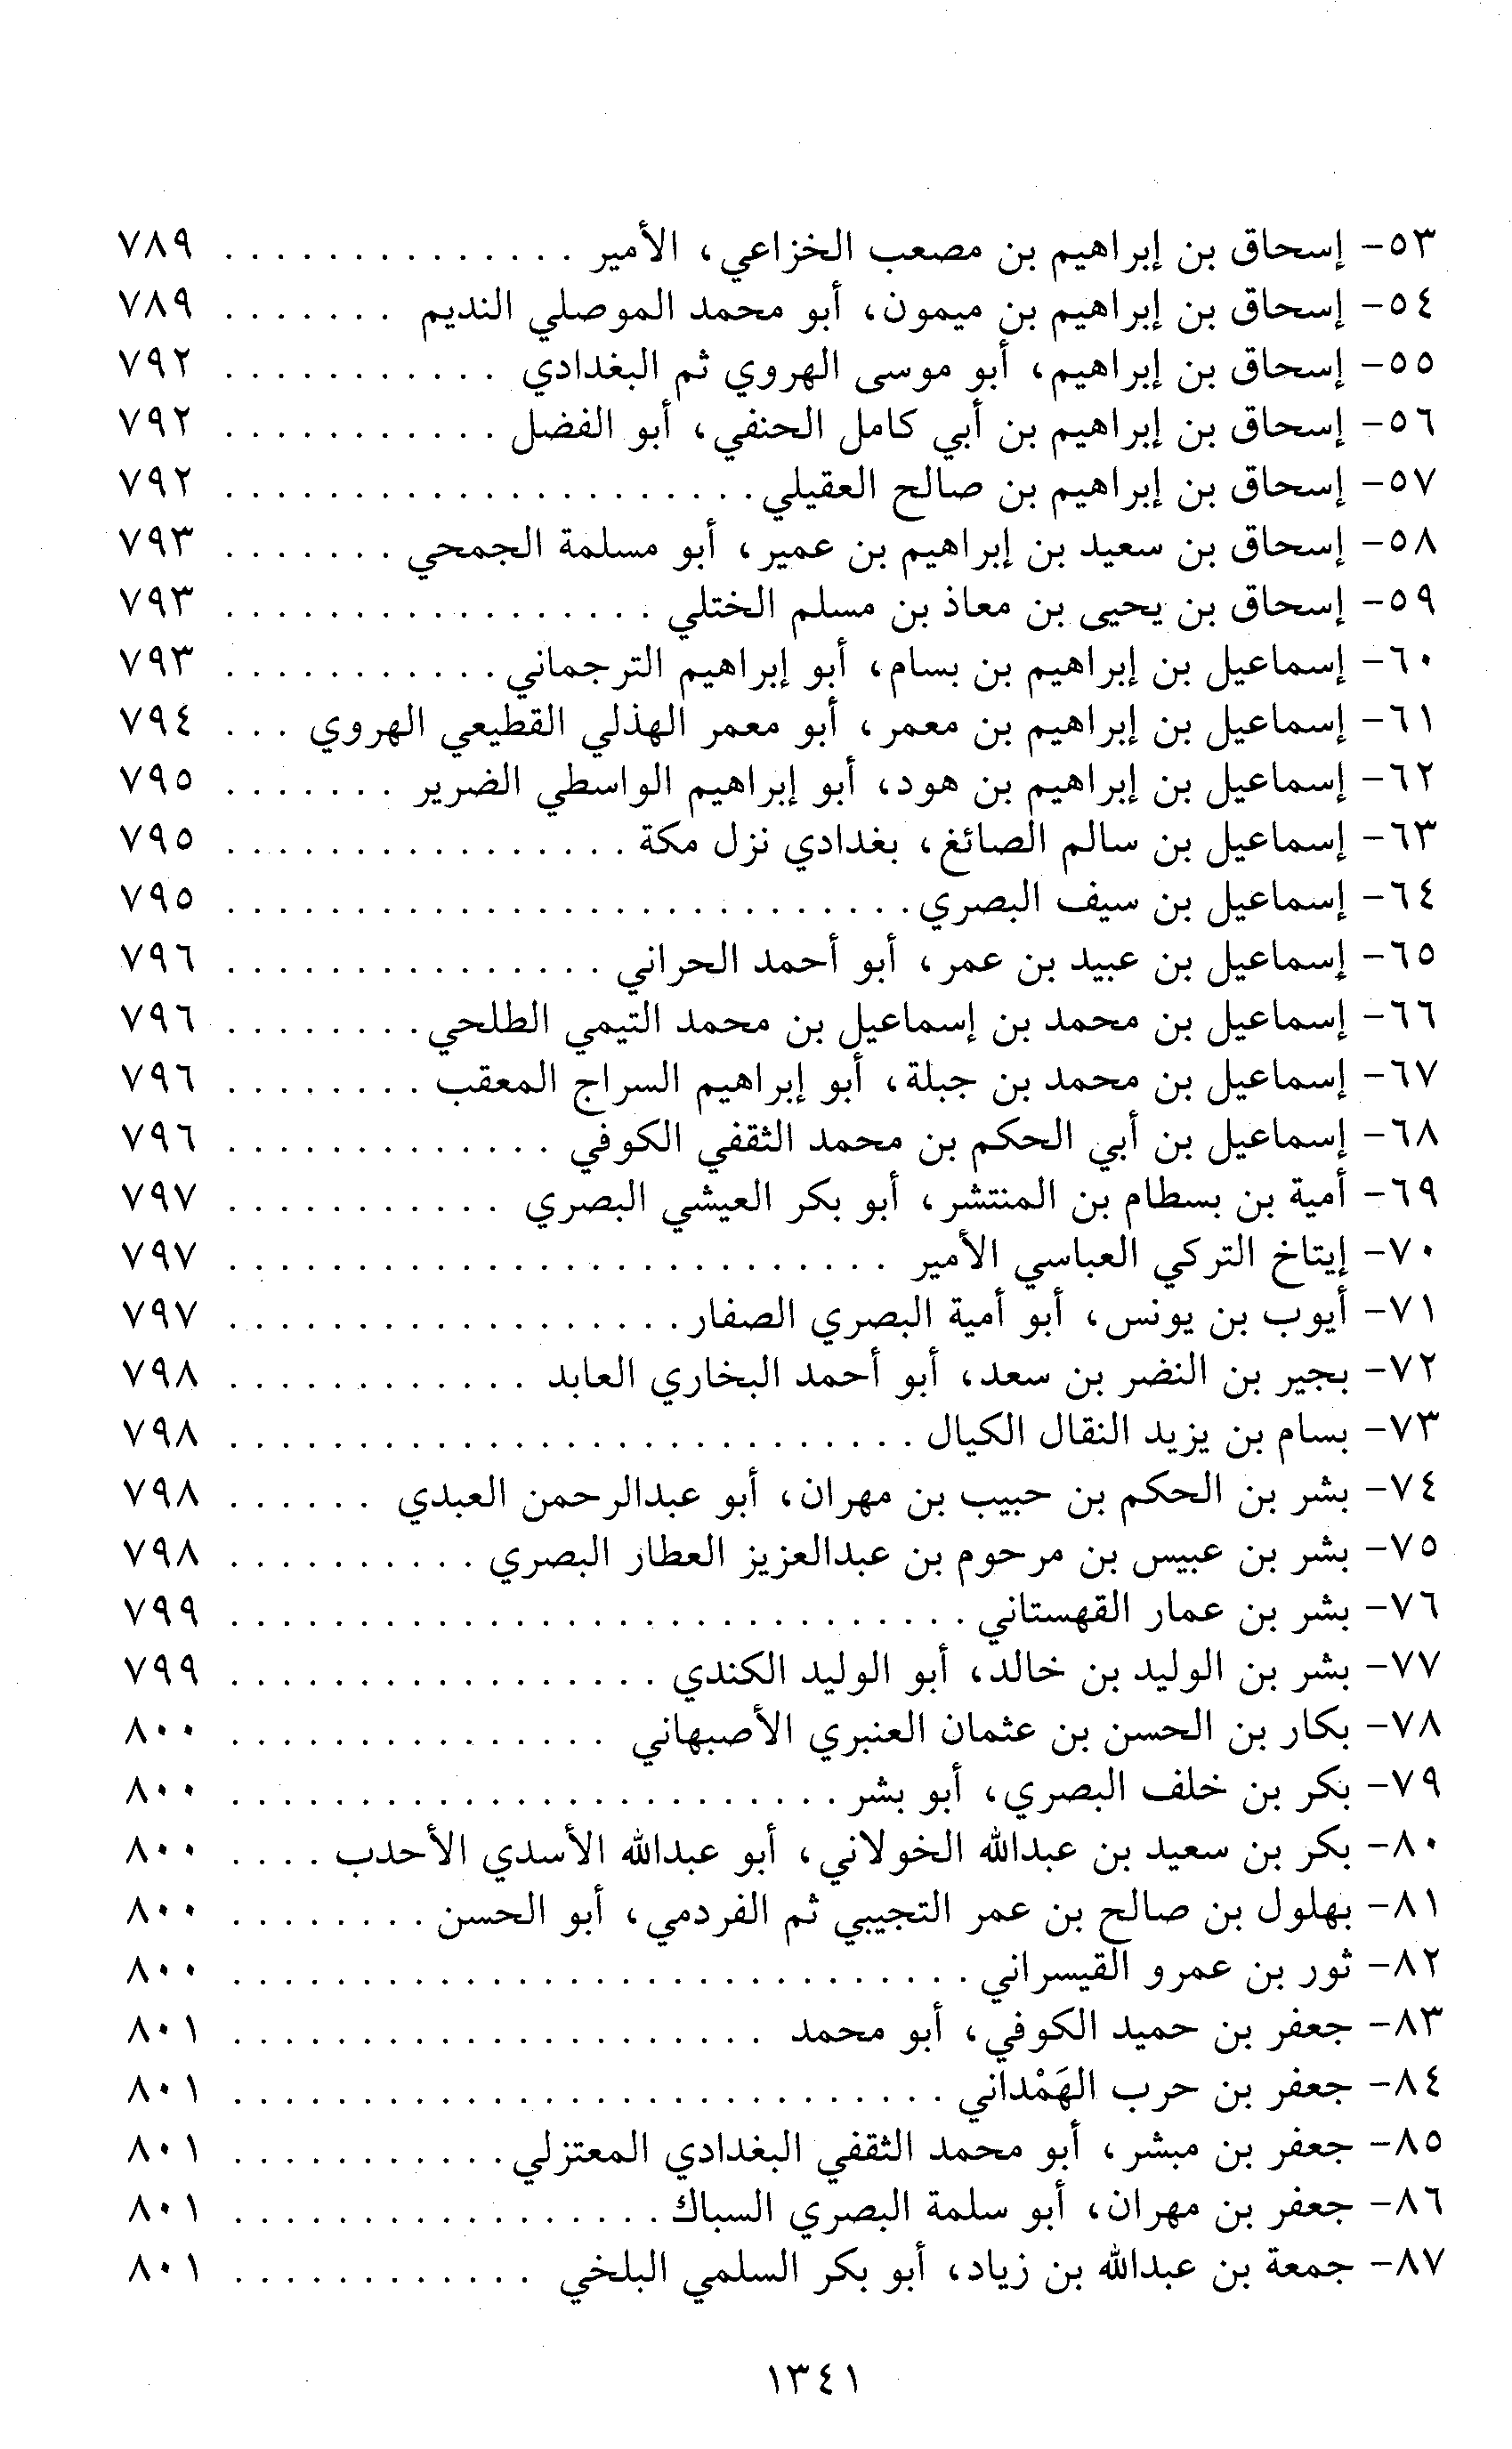 ٥٣- إسحاق بن إبراهيم بن مصعب الخزاعي، الأمير . . . . . . . . . . . . . . ٧٨٩
٥٤- إسحاق بن إبراهيم بن ميمون، أبو محمد الموصلي النديم . . . . . . . ٧٨٩
٥٥- إسحاق بن إبراهيم، أبو موسى الهروي ثم البغدادي . . . . . . . . . . . ٧٩٢
٥٦- إسحاق بن إبراهيم بن أبي كامل الحنفي، أبو الفضل . . . . . . . . . . . ٧٩٢
٥٧- إسحاق بن إبراهيم بن صالح العقيلي . . . . . . . . . . . . . . . . . . . . . ٧٩٢
٥٨- إسحاق بن سعيد بن إبراهيم بن عمير، أبو مسلمة الجمحي . . . . . . . ٧٩٣
٥٩- إسحاق بن يحيى بن معاذ بن مسلم الختلي . . . . . . . . . . . . . . . . . ٧٩٣
٦٠- إسماعيل بن إبراهيم بن بسام، أبو إبراهيم الترجماني . . . . . . . . . . . ٧٩٣
٦١- إسماعيل بن إبراهيم بن معمر، أبو معمر الهذلي القطيعي الهروي . . . ٧٩٤
٦٢- إسماعيل بن إبراهيم بن هود، أبو إبراهيم الواسطي الضرير . . . . . . . ٧٩٥
٦٣- إسماعيل بن سالم الصائغ، بغدادي نزل مكة . . . . . . . . . . . . . . . . ٧٩٥
٦٤- إسماعيل بن سيف البصري . . . . . . . . . . . . . . . . . . . . . . . . . . . ٧٩٥
٦٥- إسماعيل بن عبيد بن عمر، أبو أحمد الحراني . . . . . . . . . . . . . . . ٧٩٦
٦٦- إسماعيل بن محمد بن إسماعيل بن محمد التيمي الطلحي . . . . . . . . ٧٩٦
٦٧- إسماعيل بن محمد بن جبلة، أبو إبراهيم السراج المعقب . . . . . . . . ٧٩٦
٦٨- إسماعيل بن أبي الحكم بن محمد الثقفي الكوفي . . . . . . . . . . . . . ٧٩٦
٦٩- أمية بن بسطام بن المنتشر، أبو بكر العيشي البصري . . . . . . . . . . . ٧٩٧
٧٠- إيتاخ التركي العباسي الأمير . . . . . . . . . . . . . . . . . . . . . . . . . . ٧٩٧
٧١- أيوب بن يونس، أبو أمية البصري الصفار . . . . . . . . . . . . . . . . . . ٧٩٧
٧٢- بجير بن النضر بن سعد، أبو أحمد البخاري العابد . . . . . . . . . . . . ٧٩٨
٧٣- بسام بن يزيد النقال الكيال . . . . . . . . . . . . . . . . . . . . . . . . . . . ٧٩٨
٧٤- بشر بن الحكم بن حبيب بن مهران، أبو عبدالرحمن العبدي . . . . . . ٧٩٨
٧٥- بشر بن عبيس بن مرحوم بن عبدالعزيز العطار البصري . . . . . . . . . . ٧٩٨
٧٦- بشر بن عمار القهستاني . . . . . . . . . . . . . . . . . . . . . . . . . . . . . ٧٩٩
٧٧- بشر بن الوليد بن خالد، أبو الوليد الكندي . . . . . . . . . . . . . . . . . ٧٩٩
٧٨- بكار بن الحسن بن عثمان العنبري الأصبهاني . . . . . . . . . . . . . . . ٨٠٠
٧٩- بكر بن خلف البصري، أبو بشر . . . . . . . . . . . . . . . . . . . . . . . . ٨٠٠
٨٠- بكر بن سعيد بن عبدالله الخولاني، أبو عبدالله الأسدي الأحدب . . . . ٨٠٠
٨١- بهلول بن صالح بن عمر التجيبي ثم الفردمي، أبو الحسن . . . . . . . . ٨٠٠
٨٢- ثور بن عمرو القيسراني . . . . . . . . . . . . . . . . . . . . . . . . . . . . . ٨٠٠
٨٣- جعفر بن حميد الكوفي، أبو محمد . . . . . . . . . . . . . . . . . . . . . ٨٠١
٨٤- جعفر بن حرب الهَمْداني . . . . . . . . . . . . . . . . . . . . . . . . . . . . ٨٠١
٨٥- جعفر بن مبشر، أبو محمد الثقفي البغدادي المعتزلي . . . . . . . . . . . ٨٠١
٨٦- جعفر بن مهران، أبو سلمة البصري السباك . . . . . . . . . . . . . . . . . ٨٠١
٨٧- جمعة بن عبدالله بن زياد، أبو بكر السلمي البلخي . . . . . . . . . . . . ٨٠١
١٣٤١